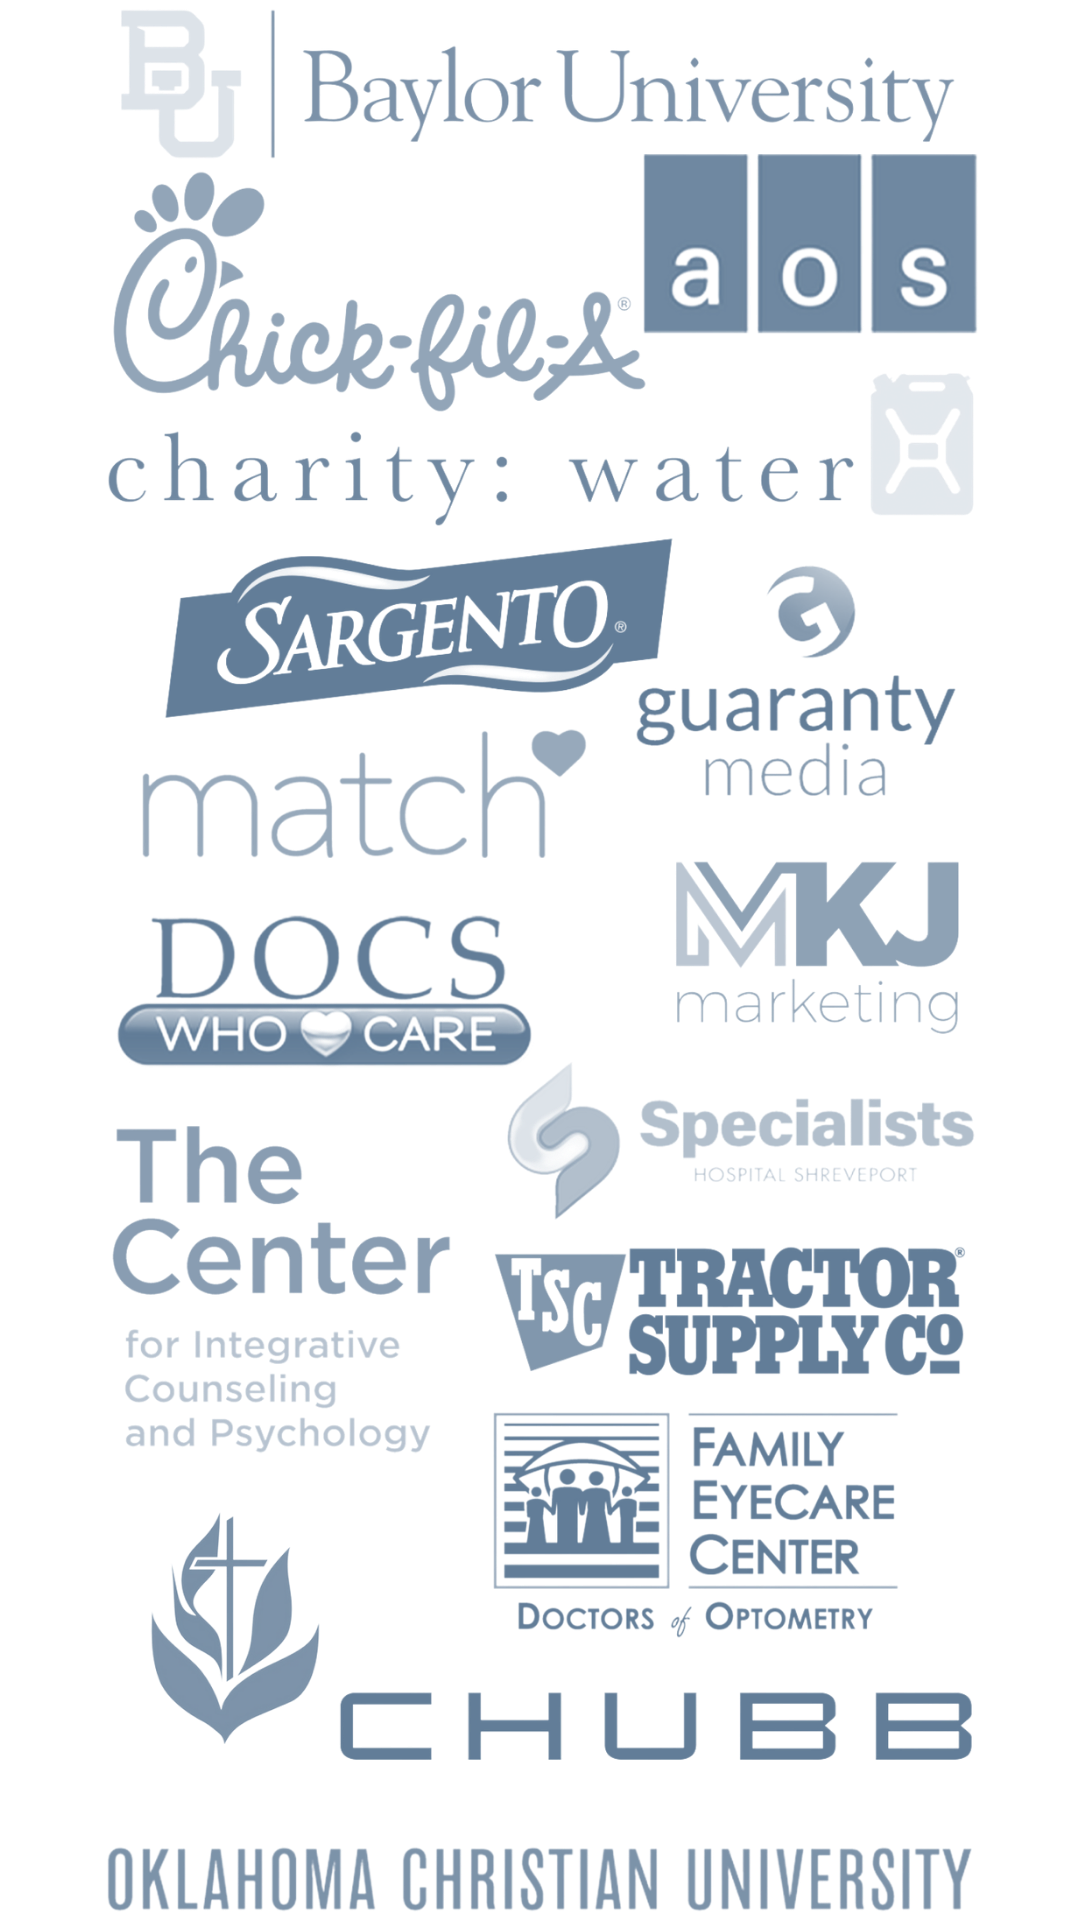 BU
Baylor University
aos
Chick-fil-A®
charity: water
SARGENTO®
G
guaranty
media
match
MKJ
marketing
DOCS
WHO CARE
Specialists
HOSPITAL SHREVEPORT
The
Center
for Integrative
Counseling
and Psychology
TSC
TRACTOR®
SUPPLY Cº
FAMILY
EYECARE
CENTER
DOCTORS of OPTOMETRY
CHUBB
OKLAHOMA CHRISTIAN UNIVERSITY